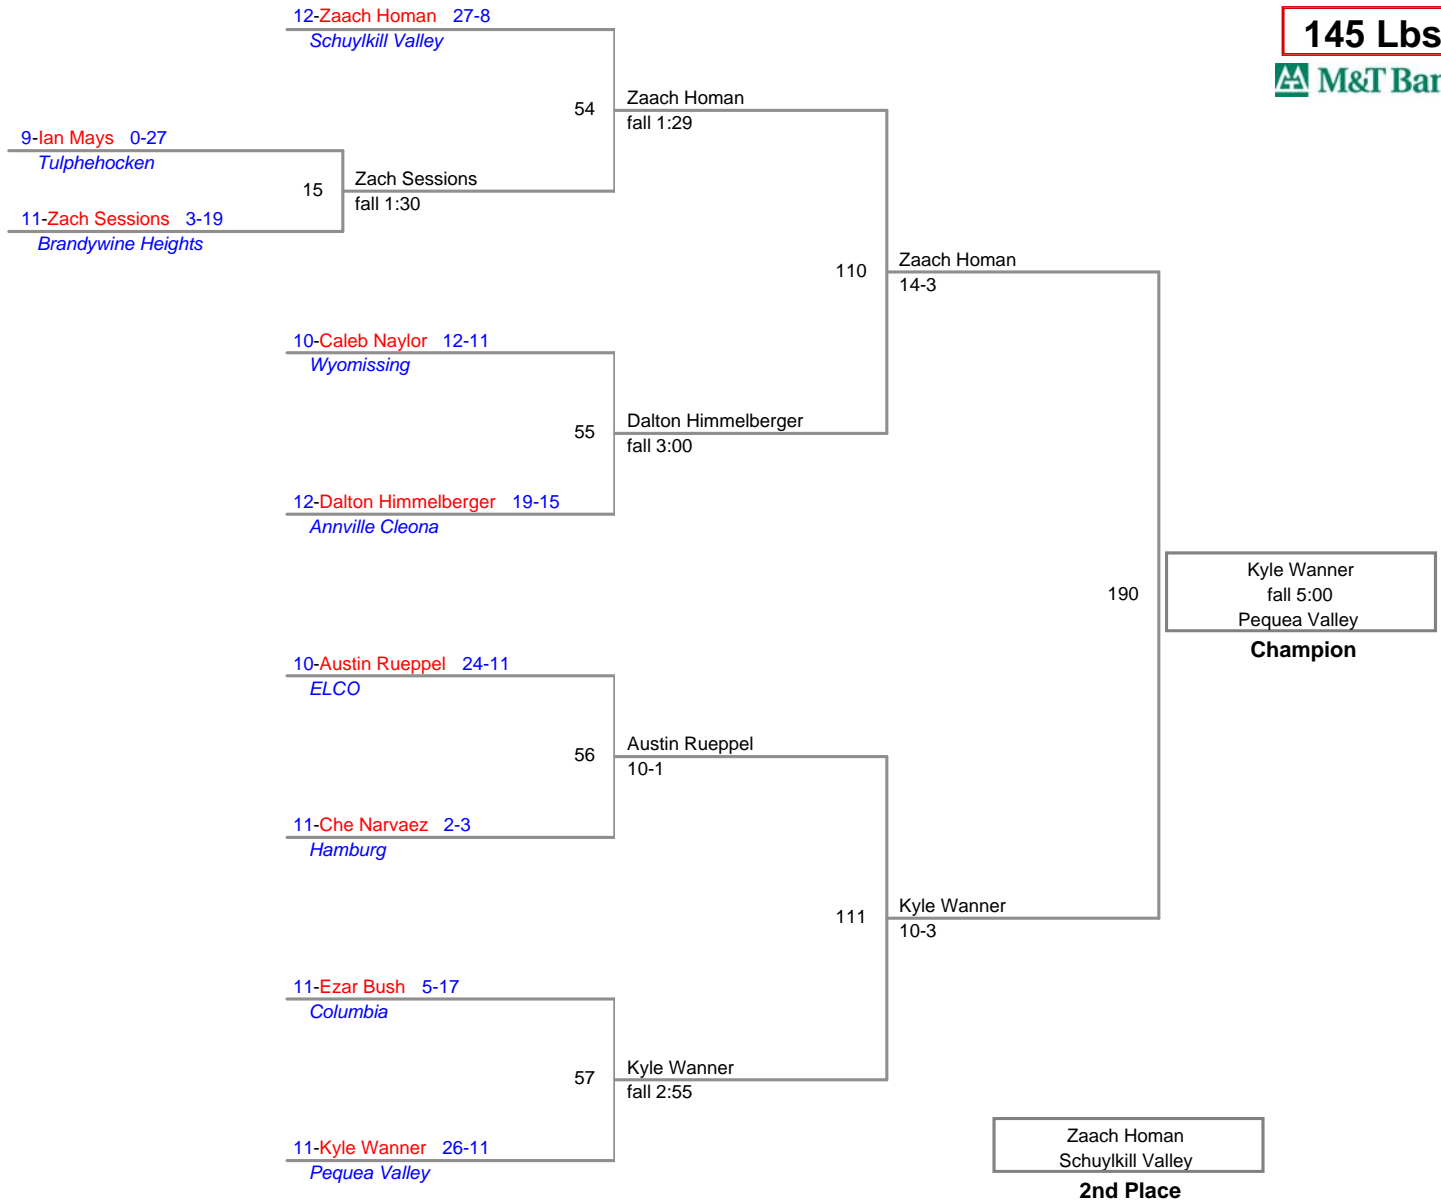 12-Zaach Homan 27-8
Schuylkill Valley
145 Lbs
M&T Ban
54
Zaach Homan
fall 1:29
9-Ian Mays 0-27
Tulphehocken
15
Zach Sessions
fall 1:30
11-Zach Sessions 3-19
Brandywine Heights
110
Zaach Homan
14-3
10-Caleb Naylor 12-11
Wyomissing
55
Dalton Himmelberger
fall 3:00
12-Dalton Himmelberger 19-15
Annville Cleona
190
Kyle Wanner
fall 5:00
Pequea Valley
Champion
10-Austin Rueppel 24-11
ELCO
56
Austin Rueppel
10-1
11-Che Narvaez 2-3
Hamburg
111
Kyle Wanner
10-3
11-Ezar Bush 5-17
Columbia
57
Kyle Wanner
fall 2:55
11-Kyle Wanner 26-11
Pequea Valley
Zaach Homan
Schuylkill Valley
2nd Place